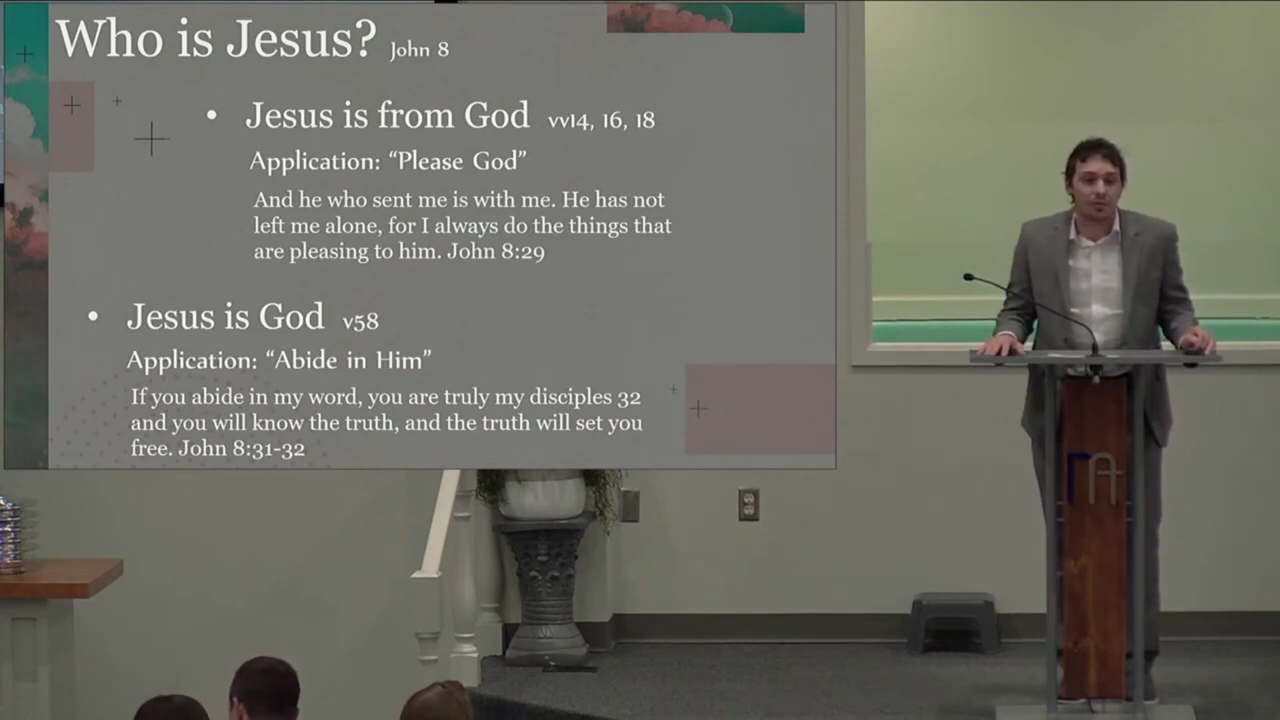 Who is Jesus? John 8
• Jesus is from God vv14, 16, 18
Application: “Please God”
And he who sent me is with me. He has not
left me alone, for I always do the things that
are pleasing to him. John 8:29
• Jesus is God v58
Application: “Abide in Him”
If you abide in my word, you are truly my disciples 32
and you will know the truth, and the truth will set you
free. John 8:31-32